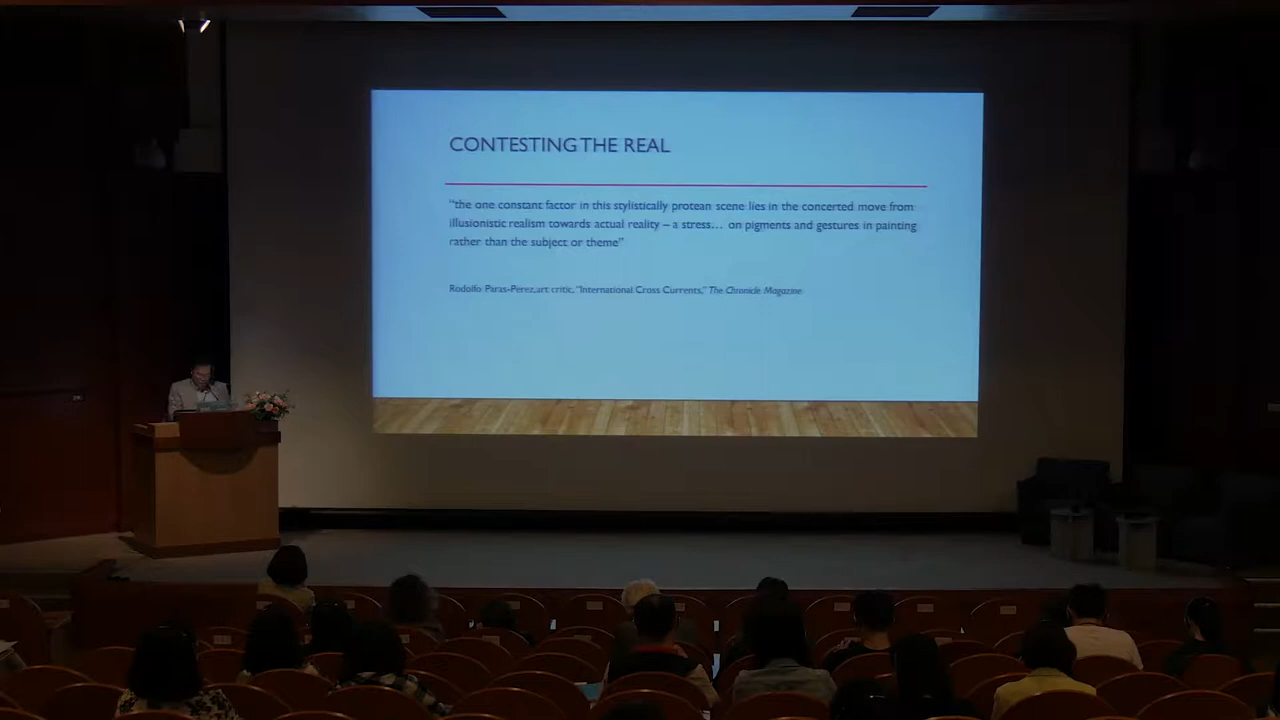 CONTESTING THE REAL
"the one constant factor in this stylistically protean scene lies in the concerted move from
illusionistic realism towards actual reality – a stress... on pigments and gestures in painting
rather than the subject or theme"
Rodolfo Paras-Perez,art critic, "International Cross Currents," The Chronicle Magazine